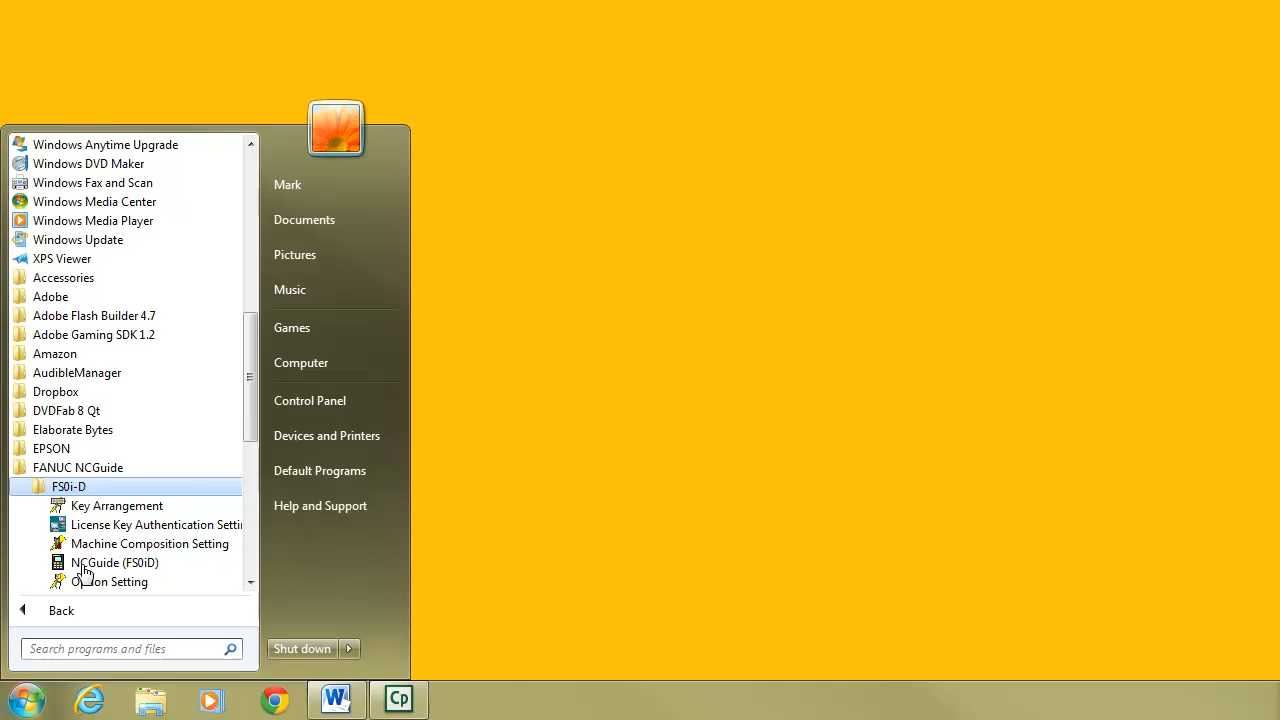 Windows Anytime Upgrade
Windows DVD Maker
Windows Fax and Scan
Windows Media Center
Windows Media Player
Windows Update
XPS Viewer
Accessories
Adobe
Adobe Flash Builder 4.7
Adobe Gaming SDK 1.2
Amazon
AudibleManager
Dropbox
DVDFab 8 Qt
Elaborate Bytes
EPSON
FANUC NCGuide
FS0i-D
Key Arrangement
License Key Authentication Setti
Machine Composition Setting
NCGuide (FS0iD)
Option Setting
Back
Search programs and files
Mark
Documents
Pictures
Music
Games
Computer
Control Panel
Devices and Printers
Default Programs
Help and Support
Shut down
W
Cp